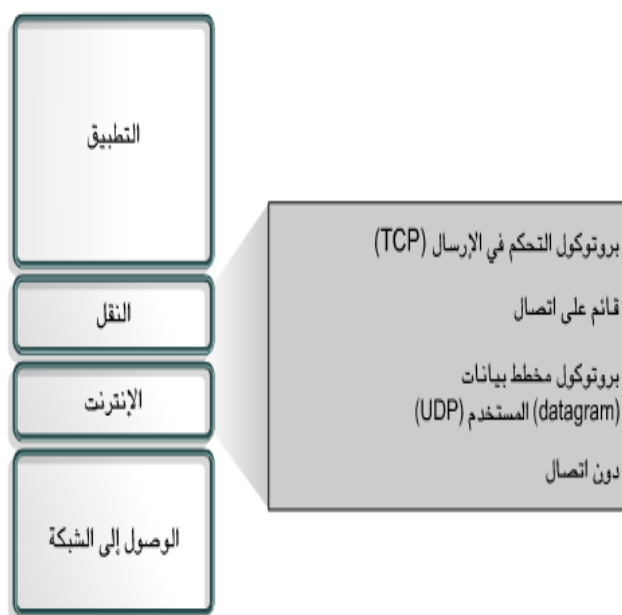 التطبيق
النقل
الإنترنت
الوصول إلى الشبكة
بروتوكول التحكم في الإرسال (TCP)
قائم على اتصال
بروتوكول مخطط بيانات
(datagram) المستخدم (UDP)
دون اتصال